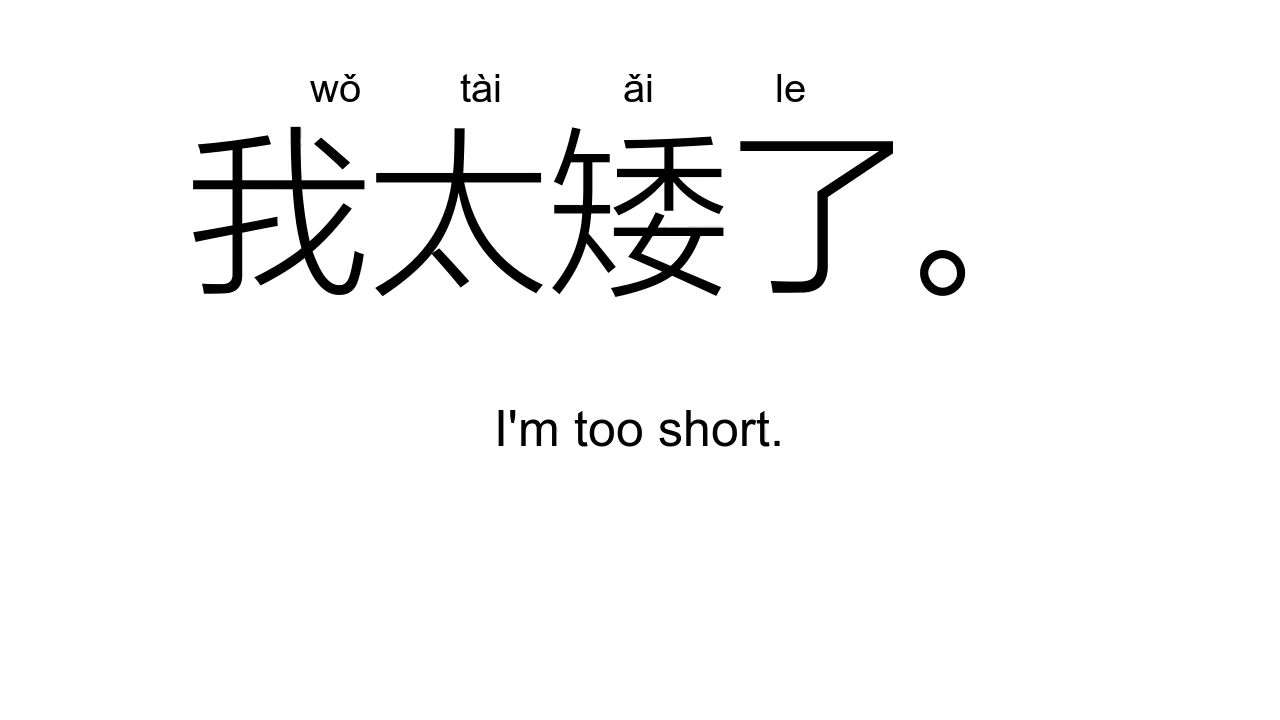 wǒ tài ǎi le
我太矮了。
I'm too short.